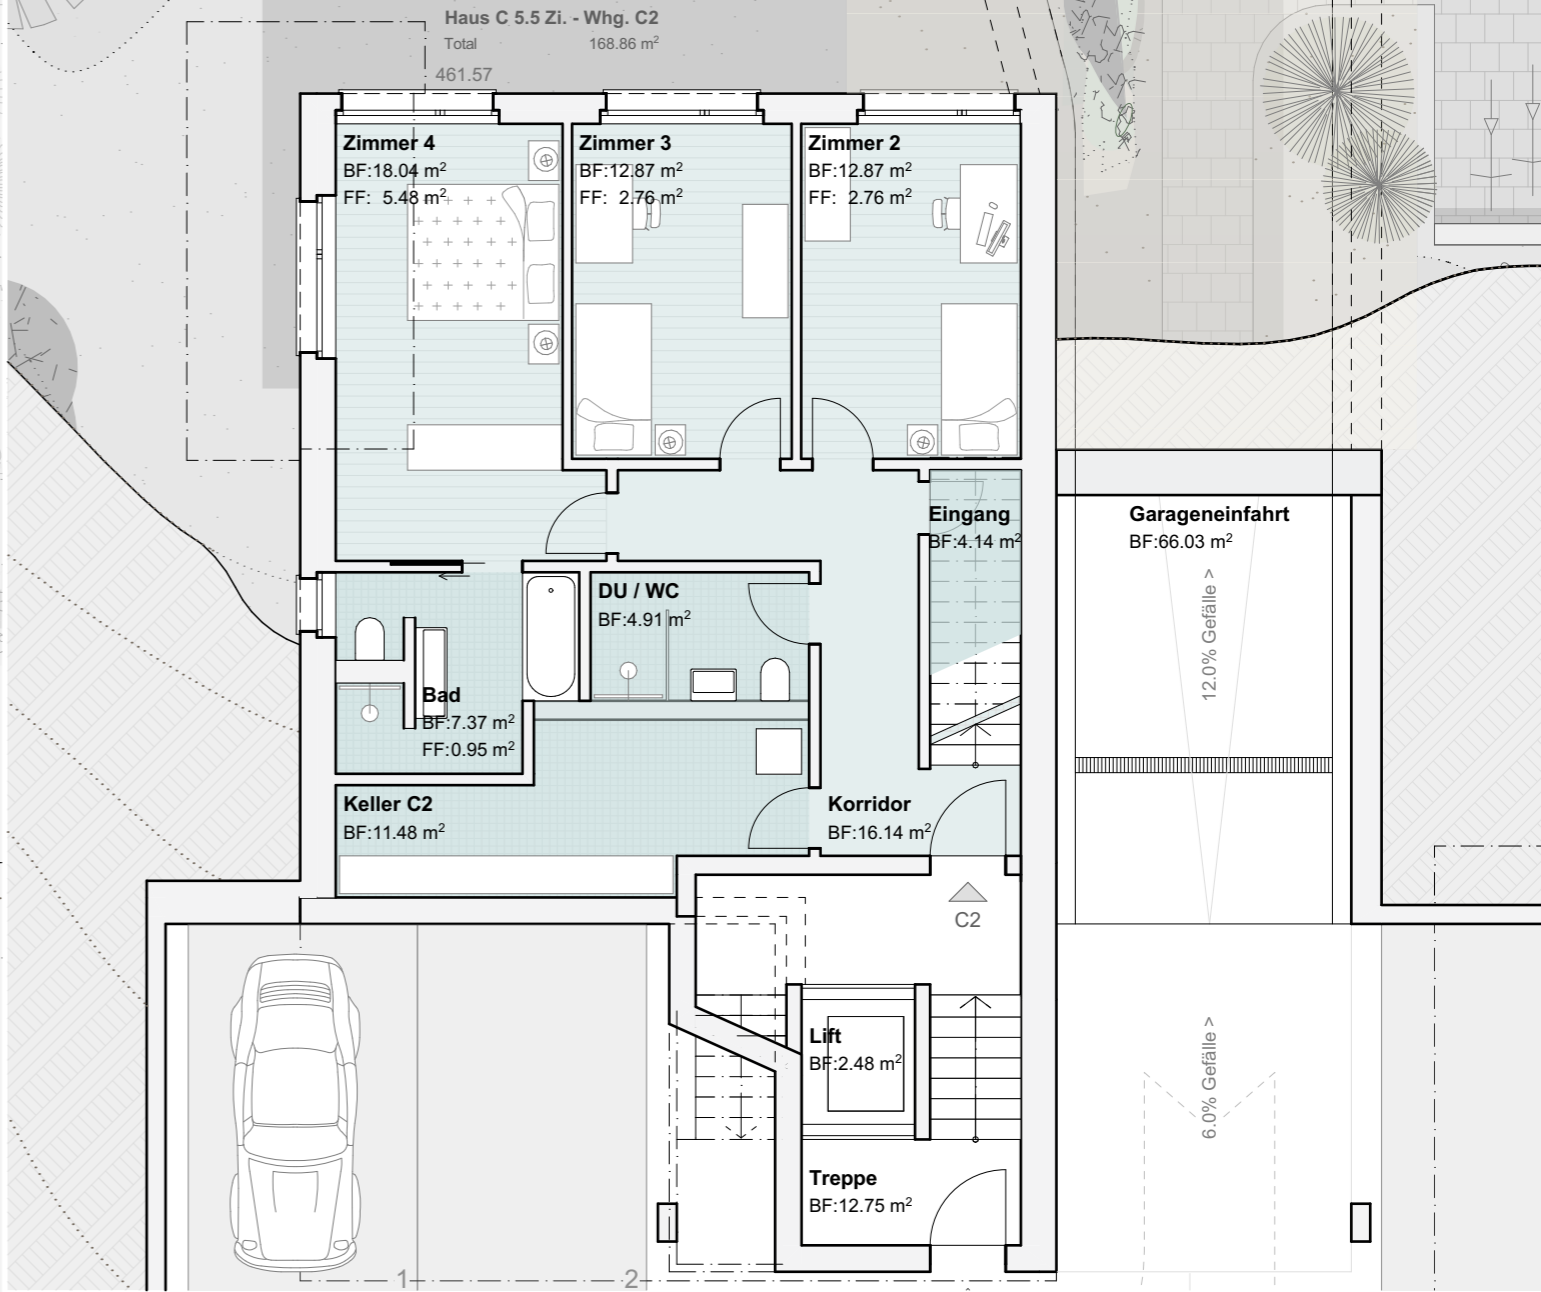 Haus C 5.5 Zi. - Whg. C2
Total 168.86 m²
461.57
Zimmer 4
BF:18.04 m²
FF: 5.48 m²
Zimmer 3
BF:12.87 m²
FF: 2.76 m²
Zimmer 2
BF:12.87 m²
FF: 2.76 m²
Eingang
BF:4.14 m²
Garageneinfahrt
BF:66.03 m²
12.0% Gefälle >
DU / WC
BF:4.91 m²
Bad
BF:7.37 m²
FF:0.95 m²
Keller C2
BF:11.48 m²
Korridor
BF:16.14 m²
C2
Lift
BF:2.48 m²
6.0% Gefälle >
Treppe
BF:12.75 m²
1
2